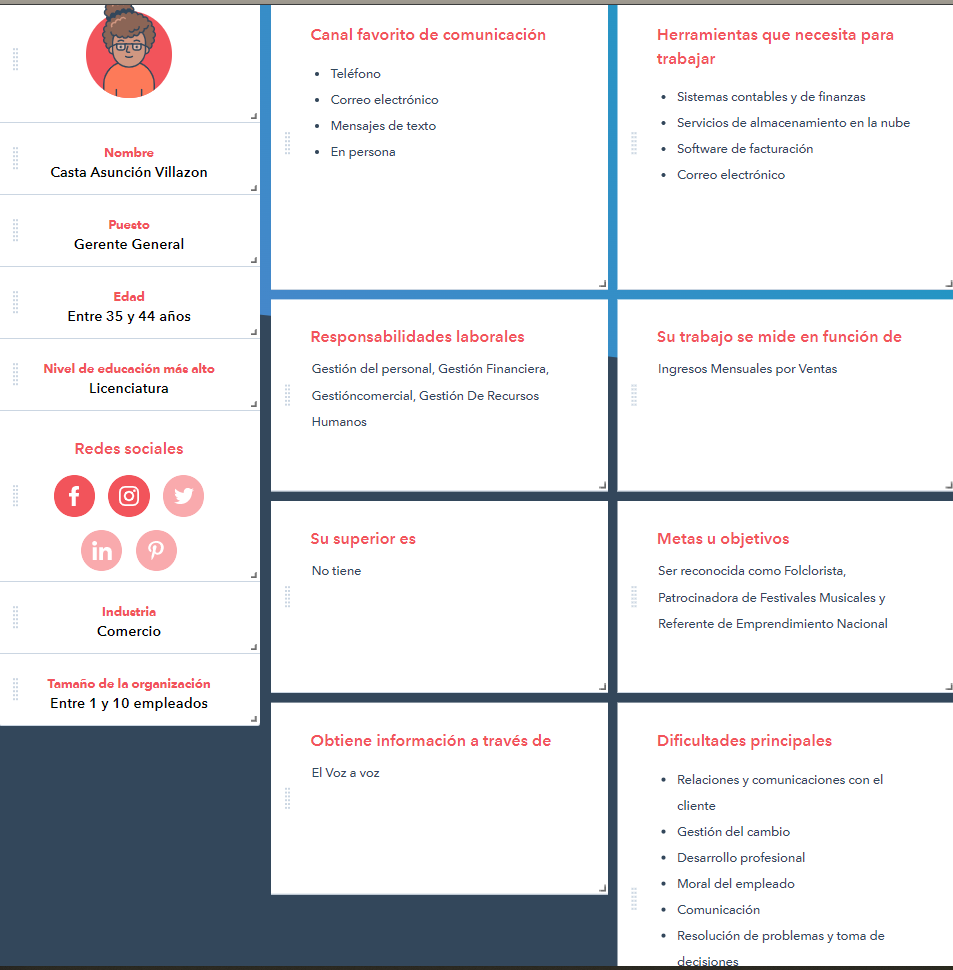 Nombre
Casta Asunción Villazon
Puesto
Gerente General
Edad
Entre 35 y 44 años
Nivel de educación más alto
Licenciatura
Redes sociales
in
Industria
Comercio
Tamaño de la organización
Entre 1 y 10 empleados
Canal favorito de comunicación
• Teléfono
• Correo electrónico
• Mensajes de texto
• En persona
Herramientas que necesita para
trabajar
• Sistemas contables y de finanzas
• Servicios de almacenamiento en la nube
• Software de facturación
• Correo electrónico
Responsabilidades laborales
Gestión del personal, Gestión Financiera,
Gestióncomercial, Gestión De Recursos
Humanos
Su trabajo se mide en función de
Ingresos Mensuales por Ventas
Su superior es
No tiene
Metas u objetivos
Ser reconocida como Folclorista,
Patrocinadora de Festivales Musicales y
Referente de Emprendimiento Nacional
Obtiene información a través de
El Voz a voz
Dificultades principales
• Relaciones y comunicaciones con el
cliente
• Gestión del cambio
• Desarrollo profesional
• Moral del empleado
• Comunicación
• Resolución de problemas y toma de
decisiones